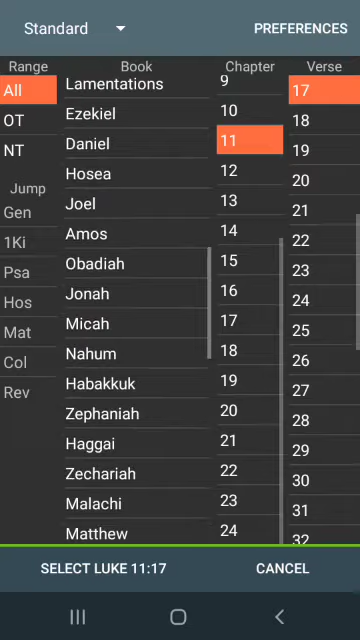 Standard
PREFERENCES
Range Book Chapter Verse
All
OT
NT
Jump
Gen
1Ki
Psa
Hos
Mat
Col
Rev
Lamentations
Ezekiel
Daniel
Hosea
Joel
Amos
Obadiah
Jonah
Micah
Nahum
Habakkuk
Zephaniah
Haggai
Zechariah
Malachi
Matthew
9
10
11
12
13
14
15
16
17
18
19
20
21
22
23
24
17
18
19
20
21
22
23
24
25
26
27
28
29
30
31
32
SELECT LUKE 11:17
CANCEL